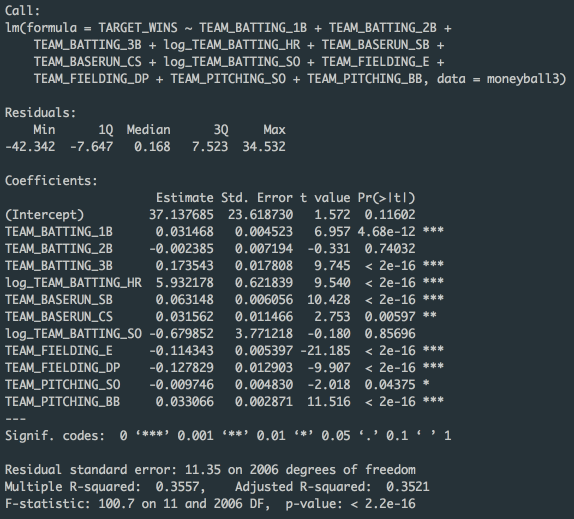 Call:
lm(formula = TARGET_WINS ~ TEAM_BATTING_1B + TEAM_BATTING_2B +
    TEAM_BATTING_3B + log_TEAM_BATTING_HR + TEAM_BASERUN_SB +
    TEAM_BASERUN_CS + log_TEAM_BATTING_SO + TEAM_FIELDING_E +
    TEAM_FIELDING_DP + TEAM_PITCHING_SO + TEAM_PITCHING_BB, data = moneyball3)
Residuals:
    Min      1Q  Median      3Q     Max
-42.342  -7.647   0.168   7.523  34.532
Coefficients:
                     Estimate Std. Error t value Pr(>|t|)
(Intercept)         37.137685  23.618730   1.572  0.11602
TEAM_BATTING_1B      0.031468   0.004523   6.957 4.68e-12 ***
TEAM_BATTING_2B     -0.002385   0.007194  -0.331  0.74032
TEAM_BATTING_3B      0.173543   0.017808   9.745  < 2e-16 ***
log_TEAM_BATTING_HR  5.932178   0.621839   9.540  < 2e-16 ***
TEAM_BASERUN_SB      0.063148   0.006056  10.428  < 2e-16 ***
TEAM_BASERUN_CS      0.031562   0.011466   2.753  0.00597 **
log_TEAM_BATTING_SO -0.679852   3.771218  -0.180  0.85696
TEAM_FIELDING_E     -0.114343   0.005397 -21.185  < 2e-16 ***
TEAM_FIELDING_DP    -0.127829   0.012903  -9.907  < 2e-16 ***
TEAM_PITCHING_SO    -0.009746   0.004830  -2.018  0.04375 *
TEAM_PITCHING_BB     0.033066   0.002871  11.516  < 2e-16 ***
---
Signif. codes:  0 ‘***’ 0.001 ‘**’ 0.01 ‘*’ 0.05 ‘.’ 0.1 ‘ ’ 1
Residual standard error: 11.35 on 2006 degrees of freedom
Multiple R-squared:  0.3557,    Adjusted R-squared:  0.3521
F-statistic: 100.7 on 11 and 2006 DF,  p-value: < 2.2e-16